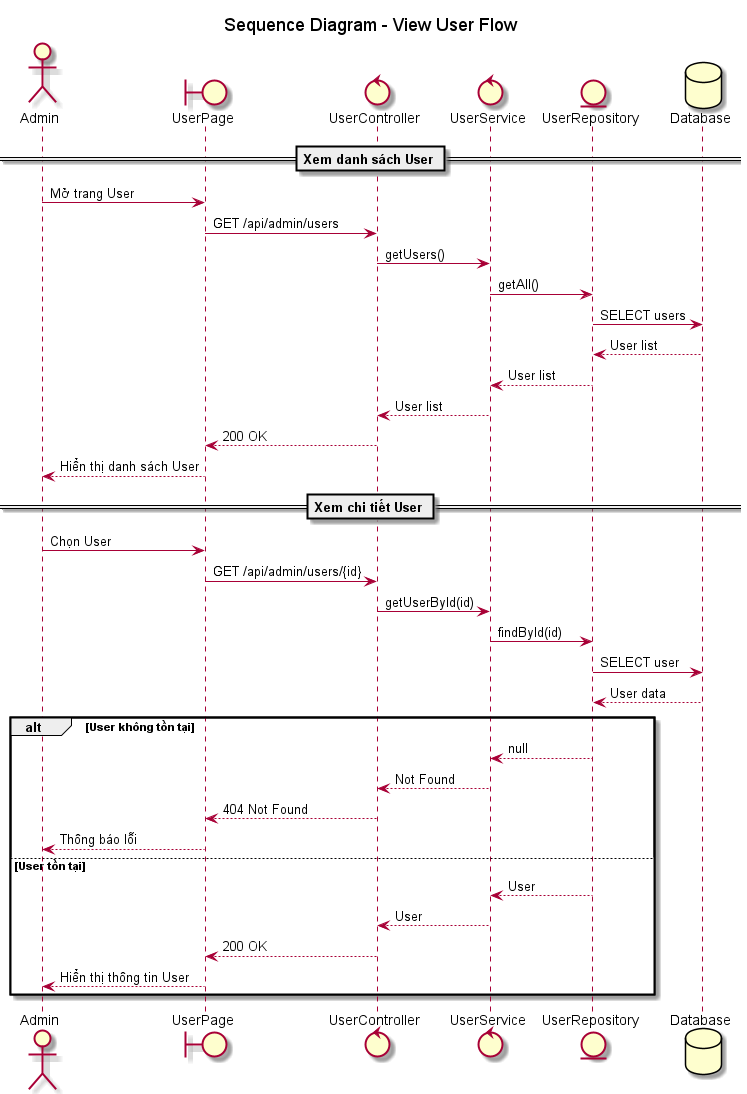 Sequence Diagram - View User Flow
Admin UserPage UserController UserService UserRepository Database
Xem danh sách User
Mở trang User
GET /api/admin/users
getUsers()
getAll()
SELECT users
User list
User list
User list
200 OK
Hiển thị danh sách User
Xem chi tiết User
Chọn User
GET /api/admin/users/{id}
getUserById(id)
findById(id)
SELECT user
User data
alt [User không tồn tại]
null
Not Found
404 Not Found
Thông báo lỗi
[User tồn tại]
User
User
200 OK
Hiển thị thông tin User
Admin UserPage UserController UserService UserRepository Database